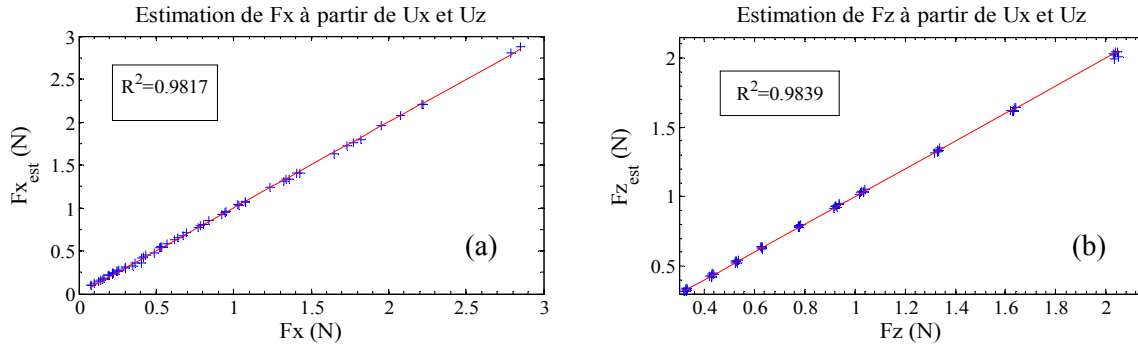 Estimation de Fx à partir de Ux et Uz
3
2.5
2
1.5
1
0.5
0
R²=0.9817
Fx_est (N)
(a)
0 0.5 1 1.5 2 2.5 3
Fx (N)
Estimation de Fz à partir de Ux et Uz
2
1.5
1
0.5
R²=0.9839
Fz_est (N)
(b)
0.4 0.6 0.8 1 1.2 1.4 1.6 1.8 2
Fz (N)